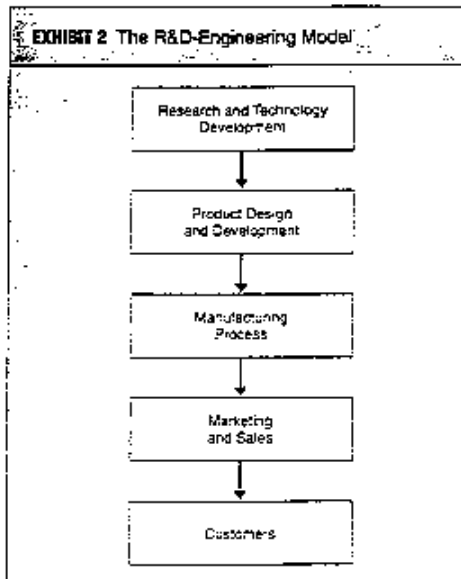 EXHIBIT 2 The R&D-Engineering Model
Research and Technology
Development
Product Design
and Development
Manufacturing
Process
Marketing
and Sales
Customers